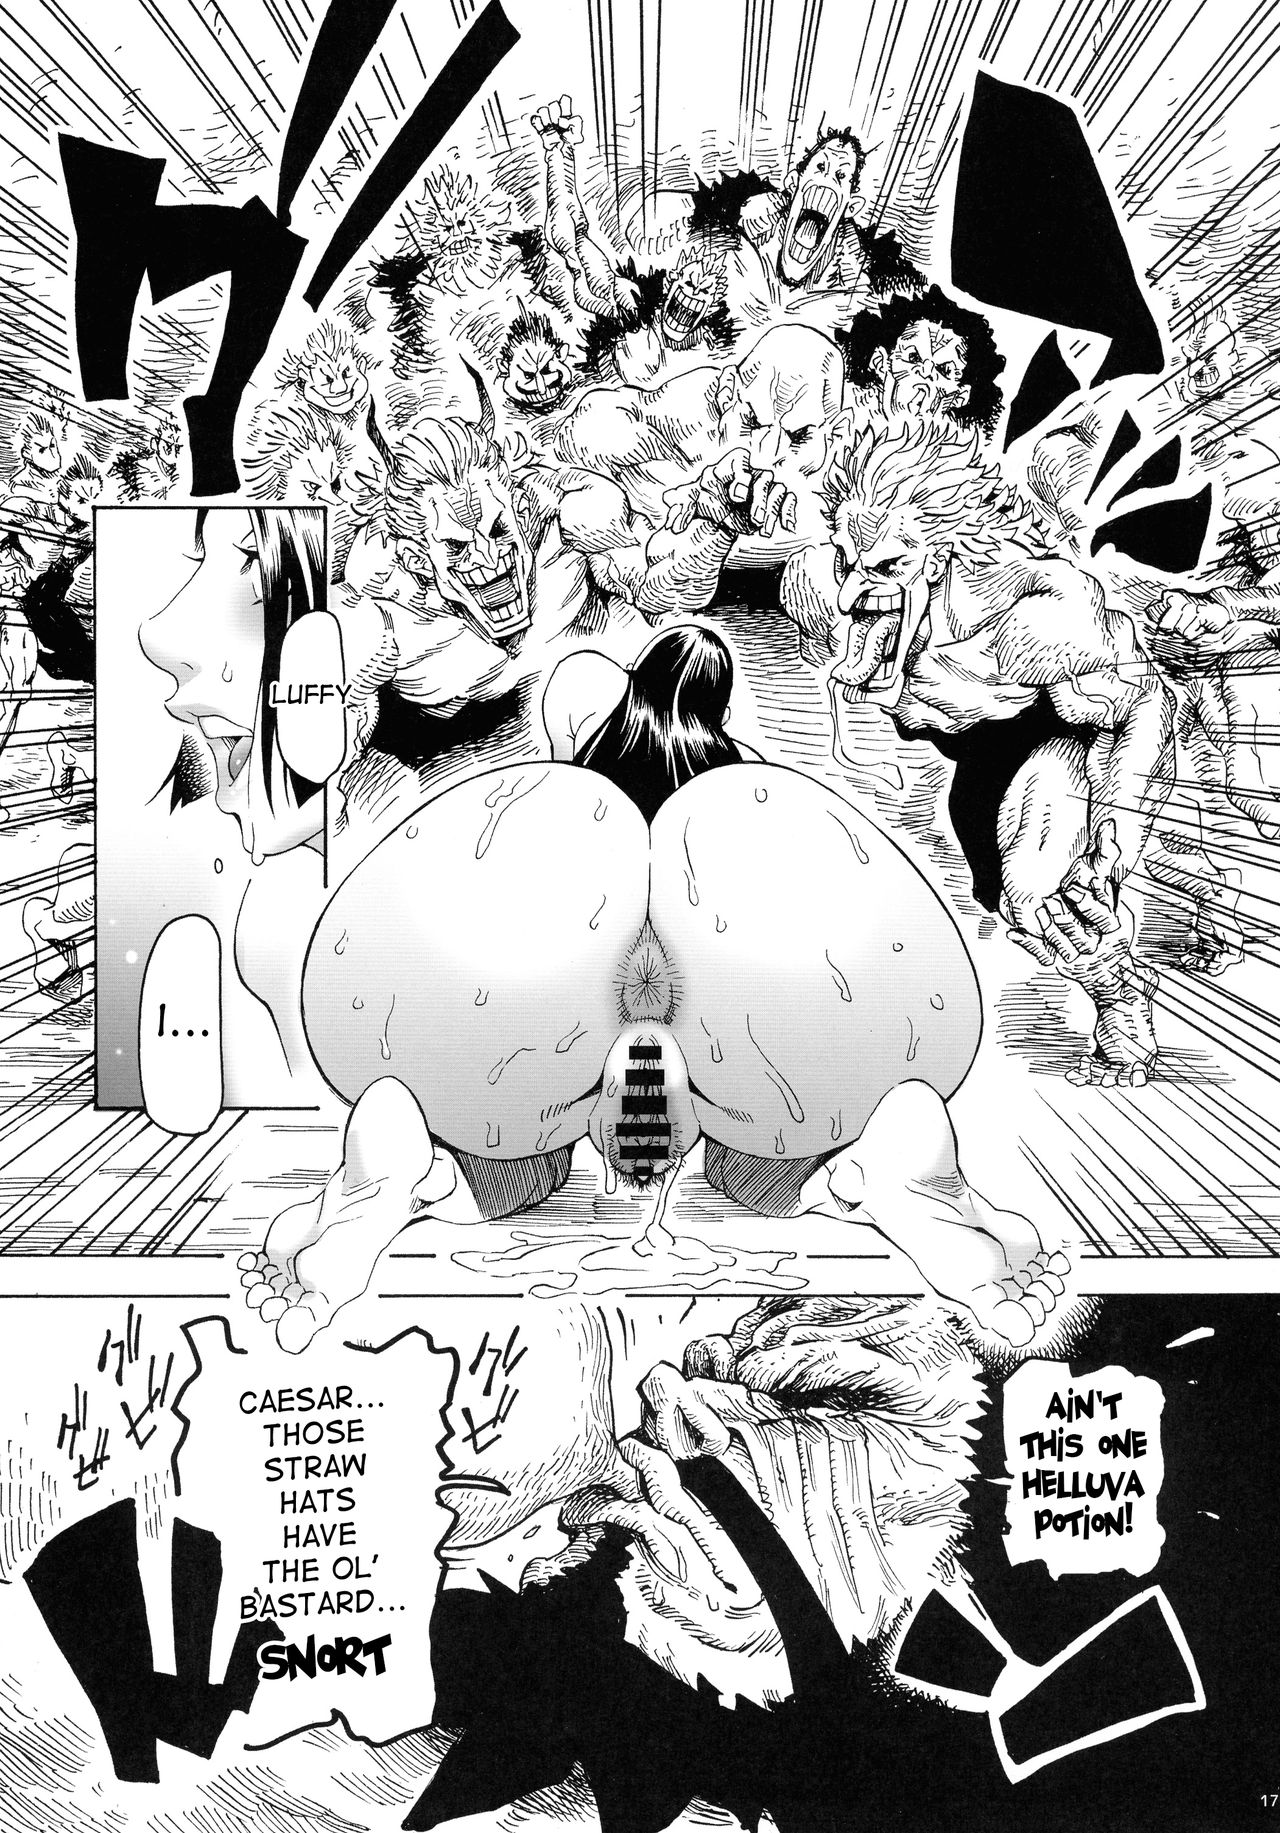 LUFFY
I...
AIN'T
THIS ONE
HELLUVA
POTION!
CAESAR...
THOSE
STRAW
HATS
HAVE
THE OL'
BASTARD...
SNORT
17